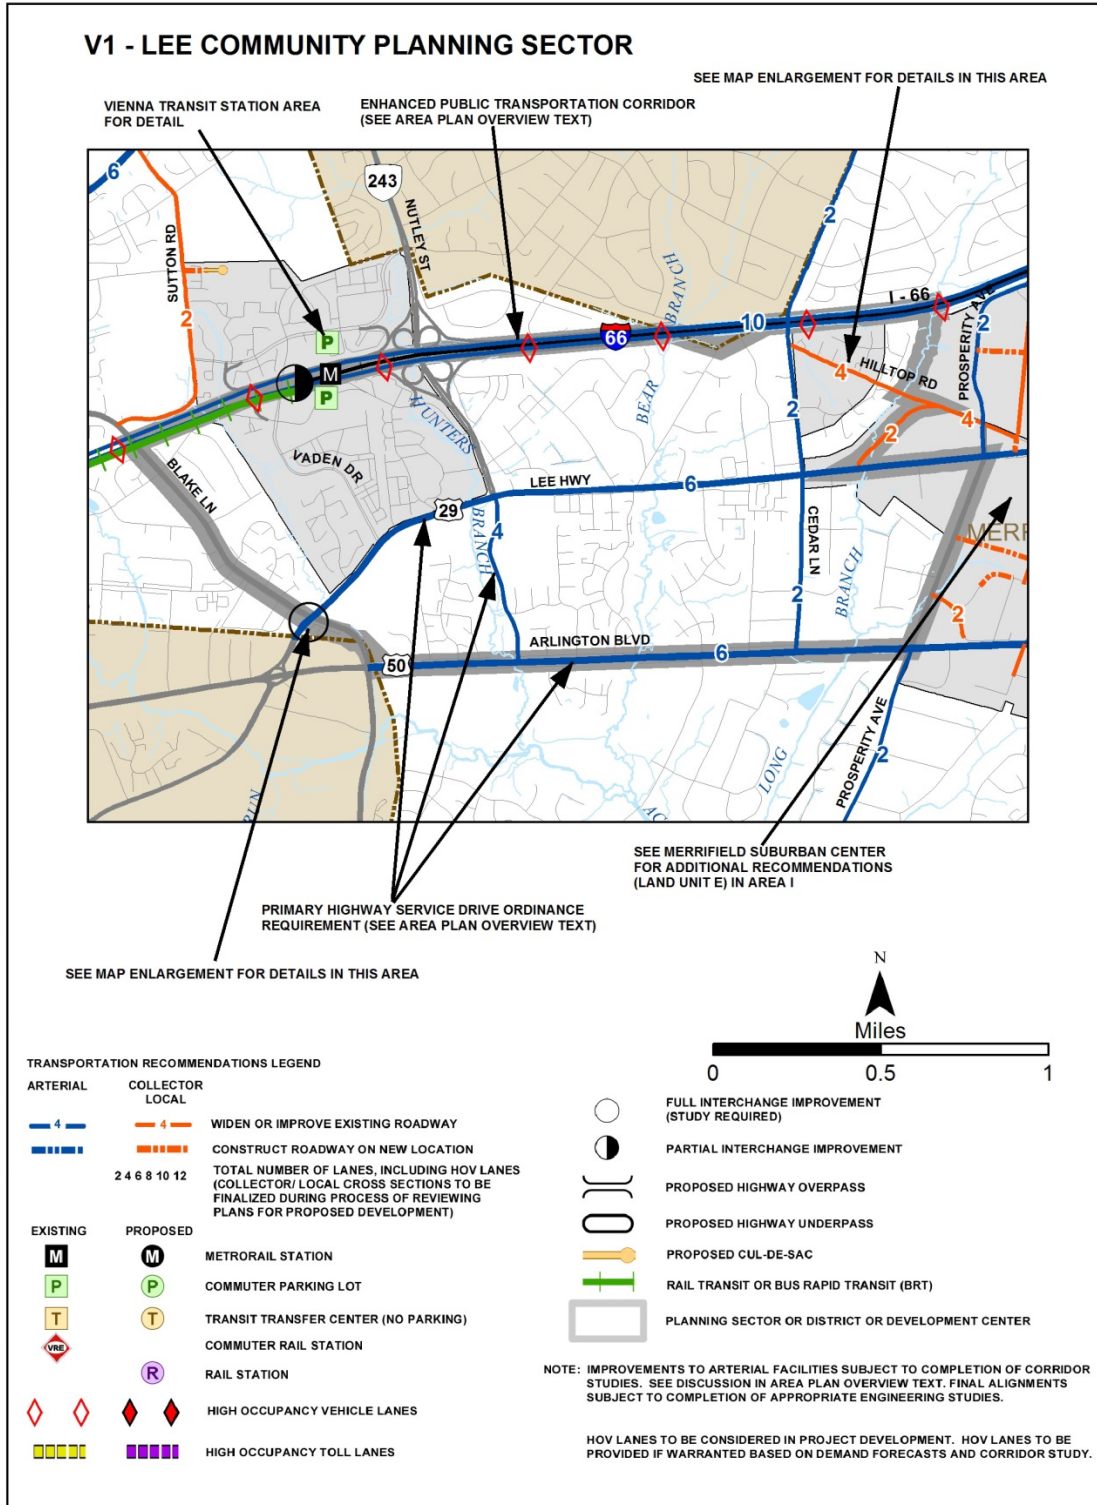 V1 - LEE COMMUNITY PLANNING SECTOR
SEE MAP ENLARGEMENT FOR DETAILS IN THIS AREA
VIENNA TRANSIT STATION AREA
FOR DETAIL
ENHANCED PUBLIC TRANSPORTATION CORRIDOR
(SEE AREA PLAN OVERVIEW TEXT)
6
243
NUTLEY ST
SUTTON RD
2
2
BRANCH
I - 66
PROSPERITY AVE
2
10
66
P
M
P
HILLTOP RD
4
4
2
2
HUNTERS
BRANCH
BEAR
VADEN DR
BLAKE LN
LEE HWY
6
29
4
CEDAR LN
2
BRANCH
MERR
2
ARLINGTON BLVD
6
50
PROSPERITY AVE
2
LONG
RUN
AC
SEE MERRIFIELD SUBURBAN CENTER
FOR ADDITIONAL RECOMMENDATIONS
(LAND UNIT E) IN AREA I
PRIMARY HIGHWAY SERVICE DRIVE ORDINANCE
REQUIREMENT (SEE AREA PLAN OVERVIEW TEXT)
SEE MAP ENLARGEMENT FOR DETAILS IN THIS AREA
N
Miles
0 0.5 1
TRANSPORTATION RECOMMENDATIONS LEGEND
ARTERIAL COLLECTOR
LOCAL
4 4 WIDEN OR IMPROVE EXISTING ROADWAY
CONSTRUCT ROADWAY ON NEW LOCATION
2 4 6 8 10 12 TOTAL NUMBER OF LANES, INCLUDING HOV LANES
(COLLECTOR/ LOCAL CROSS SECTIONS TO BE
FINALIZED DURING PROCESS OF REVIEWING
PLANS FOR PROPOSED DEVELOPMENT)
EXISTING PROPOSED
M M METRORAIL STATION
P P COMMUTER PARKING LOT
T T TRANSIT TRANSFER CENTER (NO PARKING)
VRE COMMUTER RAIL STATION
R RAIL STATION
HIGH OCCUPANCY VEHICLE LANES
HIGH OCCUPANCY TOLL LANES
FULL INTERCHANGE IMPROVEMENT
(STUDY REQUIRED)
PARTIAL INTERCHANGE IMPROVEMENT
PROPOSED HIGHWAY OVERPASS
PROPOSED HIGHWAY UNDERPASS
PROPOSED CUL-DE-SAC
RAIL TRANSIT OR BUS RAPID TRANSIT (BRT)
PLANNING SECTOR OR DISTRICT OR DEVELOPMENT CENTER
NOTE: IMPROVEMENTS TO ARTERIAL FACILITIES SUBJECT TO COMPLETION OF CORRIDOR
STUDIES. SEE DISCUSSION IN AREA PLAN OVERVIEW TEXT. FINAL ALIGNMENTS
SUBJECT TO COMPLETION OF APPROPRIATE ENGINEERING STUDIES.
HOV LANES TO BE CONSIDERED IN PROJECT DEVELOPMENT. HOV LANES TO BE
PROVIDED IF WARRANTED BASED ON DEMAND FORECASTS AND CORRIDOR STUDY.